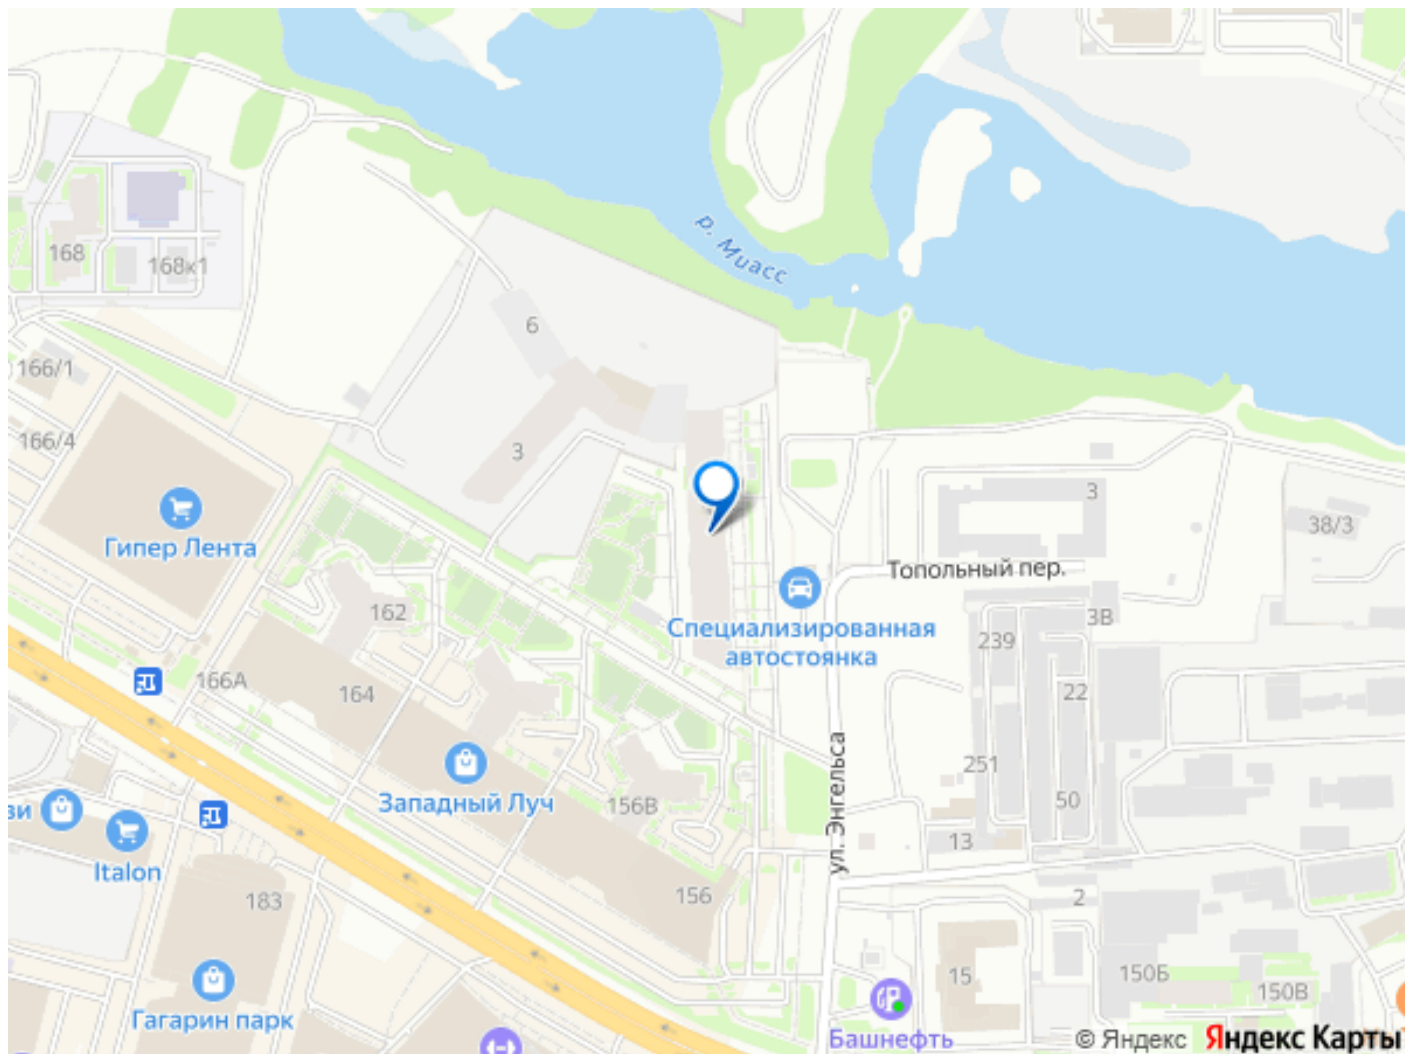 р. Миасс
168
168к1
6
166/1
166/4
3
3
38/3
Гипер Лента
Топольный пер.
162
Специализированная
автостоянка
3В
239
166А
164
22
ул. Энгельса
251
Западный Луч
156В
50
зи
13
Italon
183
156
2
15
150Б
150В
Гагарин парк
Башнефть
© Яндекс Яндекс Карты